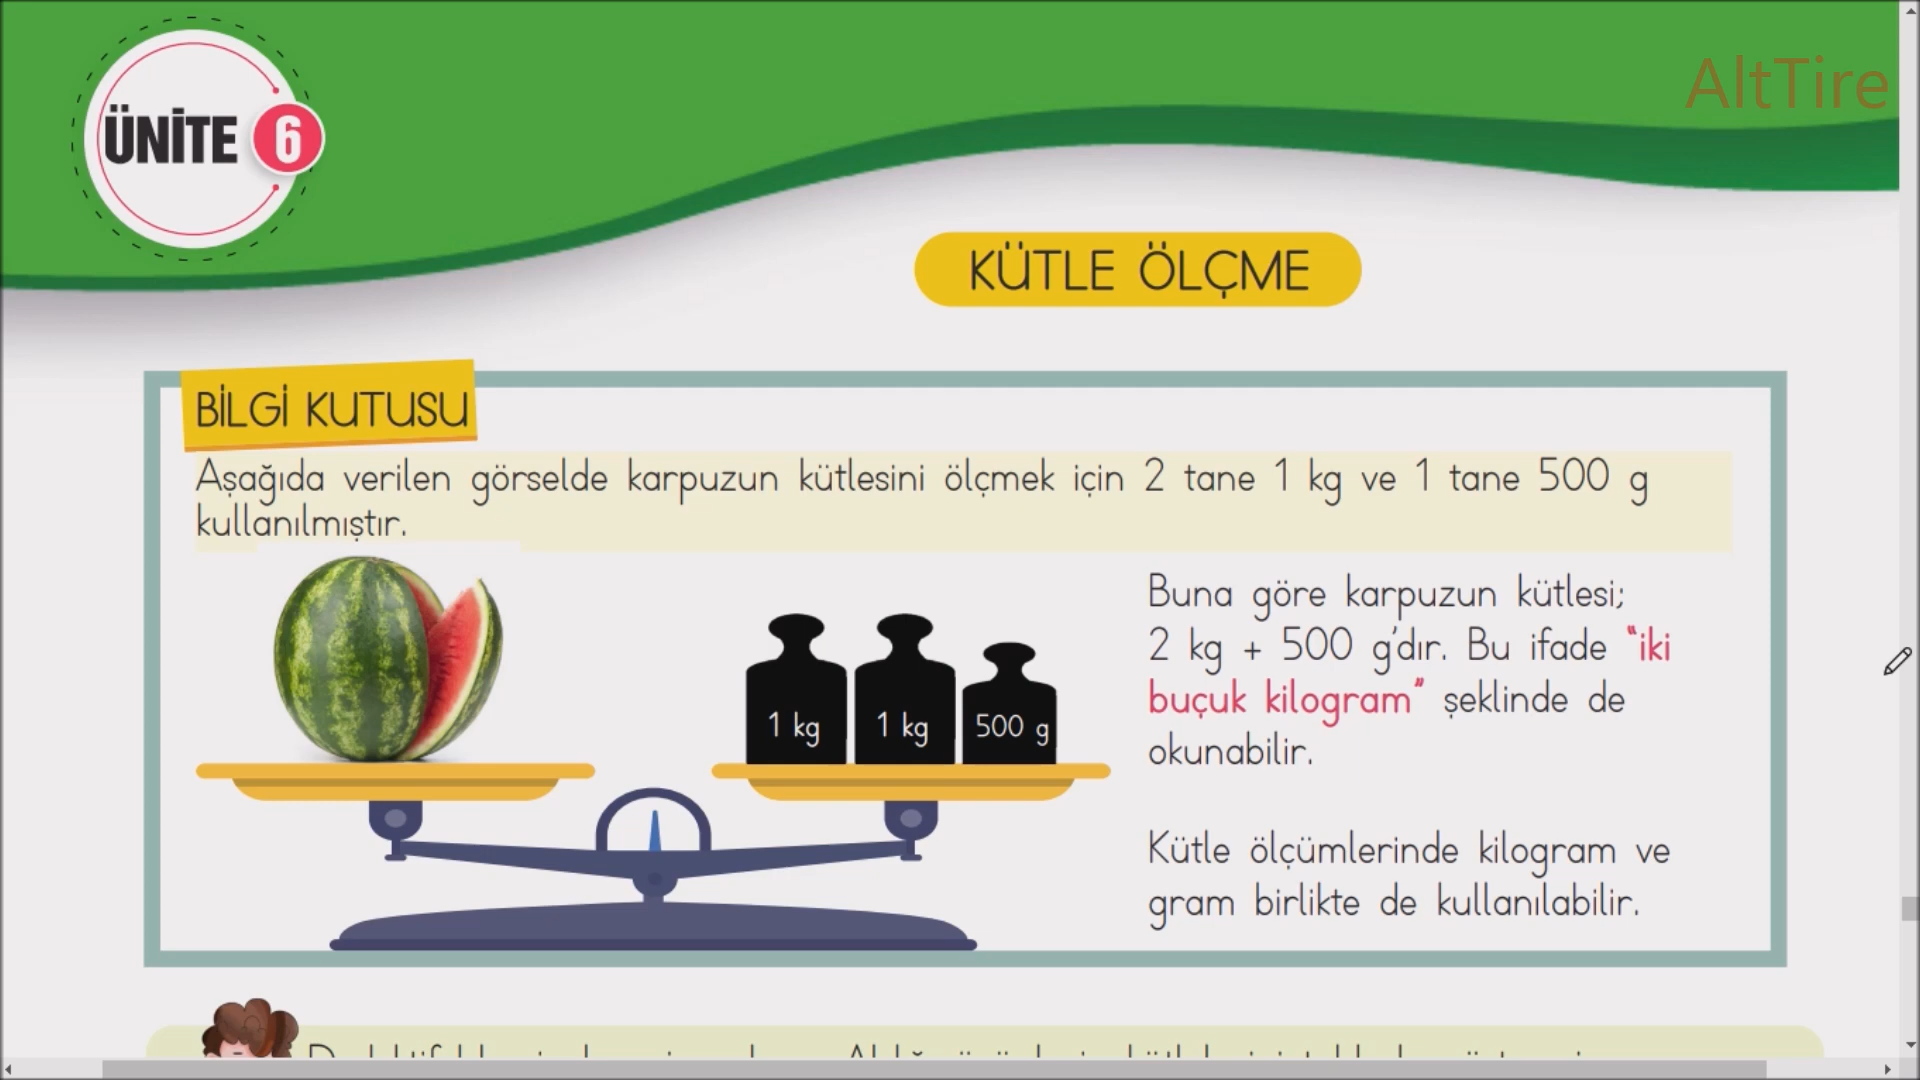 AltTire
ÜNİTE 6
KÜTLE ÖLÇME
BİLGİ KUTUSU
Aşağıda verilen görselde karpuzun kütlesini ölçmek için 2 tane 1 kg ve 1 tane 500 g
kullanılmıştır.
Buna göre karpuzun kütlesi;
2 kg + 500 g'dır. Bu ifade "iki
buçuk kilogram" şeklinde de
okunabilir.
1 kg
1 kg
500 g
Kütle ölçümlerinde kilogram ve
gram birlikte de kullanılabilir.